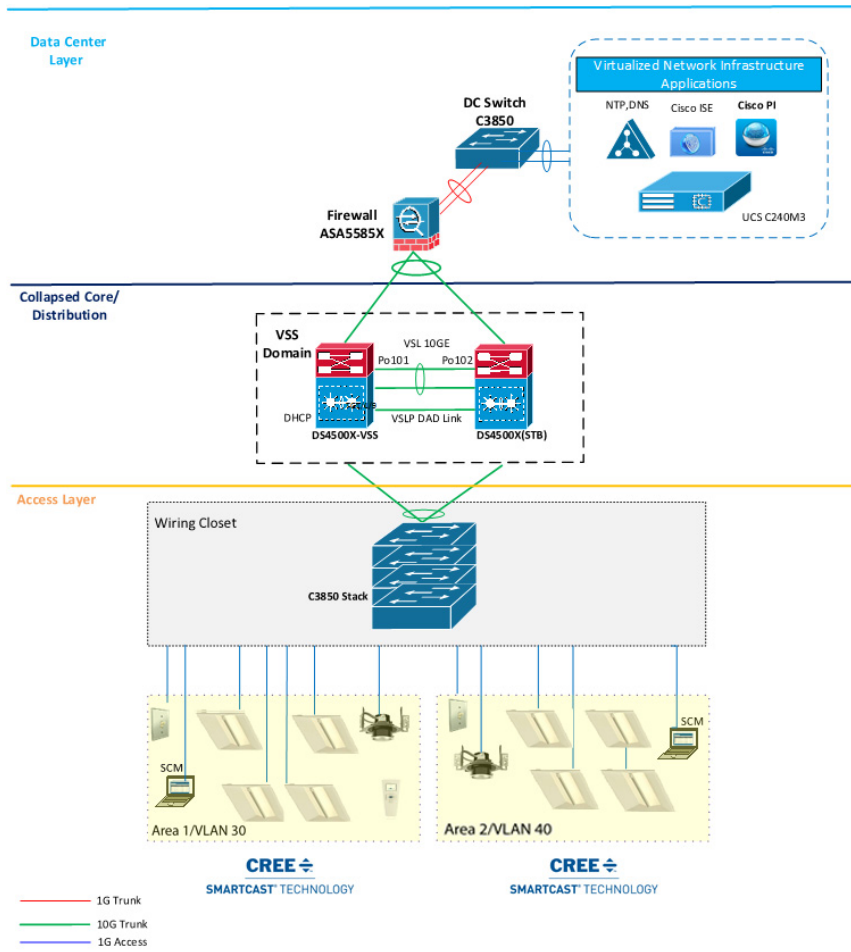 Data Center
Layer
Virtualized Network Infrastructure
Applications
NTP,DNS
Cisco ISE
Cisco PI
UCS C240M3
DC Switch
C3850
Firewall
ASA5585X
Collapsed Core/
Distribution
VSS
Domain
VSL 10GE
Po101
Po102
DHCP
VSLP DAD Link
DS4500X-VSS
DS4500X(STB)
Access Layer
Wiring Closet
C3850 Stack
SCM
Area 1/VLAN 30
SCM
Area 2/VLAN 40
CREE
SMARTCAST® TECHNOLOGY
CREE
SMARTCAST® TECHNOLOGY
1G Trunk
10G Trunk
1G Access